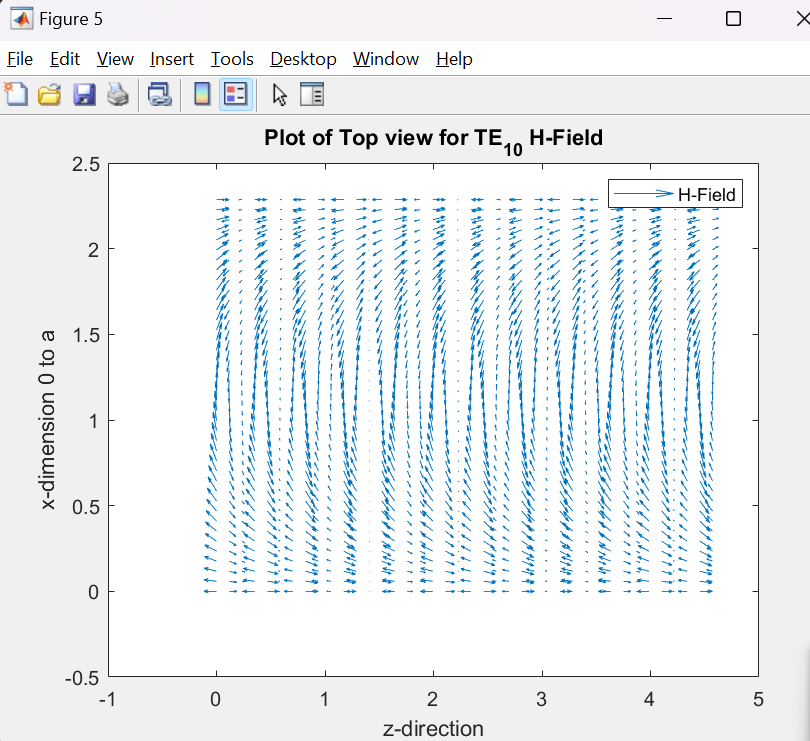 Figure 5
File Edit View Insert Tools Desktop Window Help
Plot of Top view for TE10 H-Field
H-Field
2.5
2
1.5
1
0.5
0
-0.5
x-dimension 0 to a
-1 0 1 2 3 4 5
z-direction